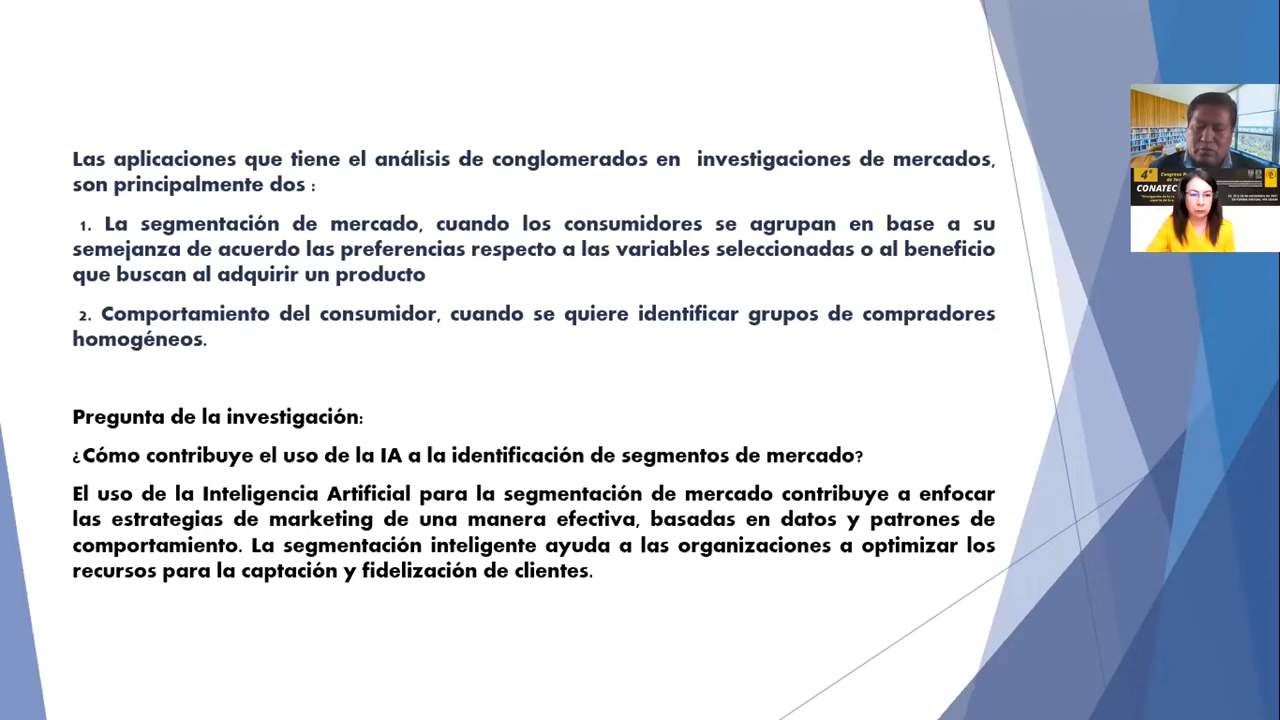 Las aplicaciones que tiene el análisis de conglomerados en investigaciones de mercados,
son principalmente dos :
1. La segmentación de mercado, cuando los consumidores se agrupan en base a su
semejanza de acuerdo las preferencias respecto a las variables seleccionadas o al beneficio
que buscan al adquirir un producto
2. Comportamiento del consumidor, cuando se quiere identificar grupos de compradores
homogéneos.
Pregunta de la investigación:
¿Cómo contribuye el uso de la IA a la identificación de segmentos de mercado?
El uso de la Inteligencia Artificial para la segmentación de mercado contribuye a enfocar
las estrategias de marketing de una manera efectiva, basadas en datos y patrones de
comportamiento. La segmentación inteligente ayuda a las organizaciones a optimizar los
recursos para la captación y fidelización de clientes.
4º
Congreso
CONATEC